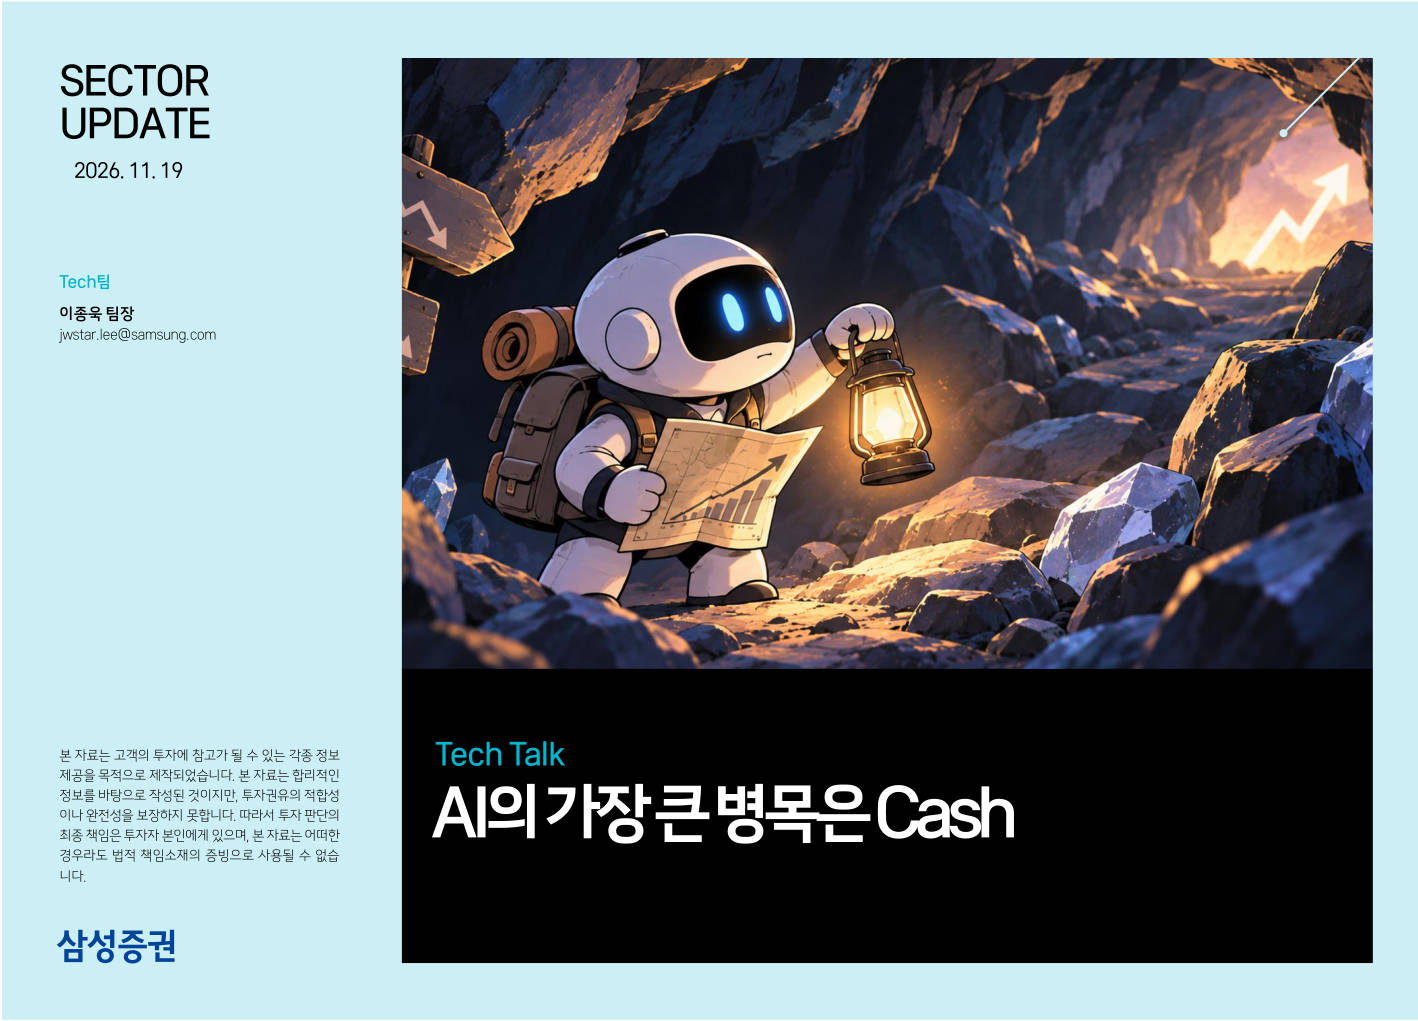 SECTOR
UPDATE
2026. 11. 19
Tech팀
이종욱 팀장
jwstar.lee@samsung.com
본 자료는 고객의 투자에 참고가 될 수 있는 각종 정보
제공을 목적으로 제작되었습니다. 본 자료는 합리적인
정보를 바탕으로 작성된 것이지만, 투자권유의 적합성
이나 완전성을 보장하지 못합니다. 따라서 투자 판단의
최종 책임은 투자자 본인에게 있으며, 본 자료는 어떠한
경우라도 법적 책임소재의 증빙으로 사용될 수 없습
니다.
삼성증권
Tech Talk
AI의 가장 큰 병목은 Cash